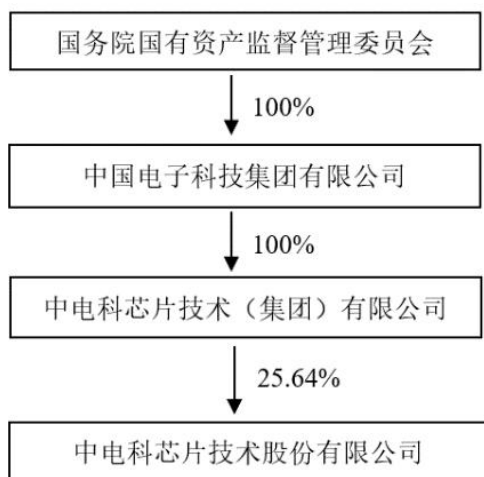 国务院国有资产监督管理委员会
100%
中国电子科技集团有限公司
100%
中电科芯片技术（集团）有限公司
25.64%
中电科芯片技术股份有限公司